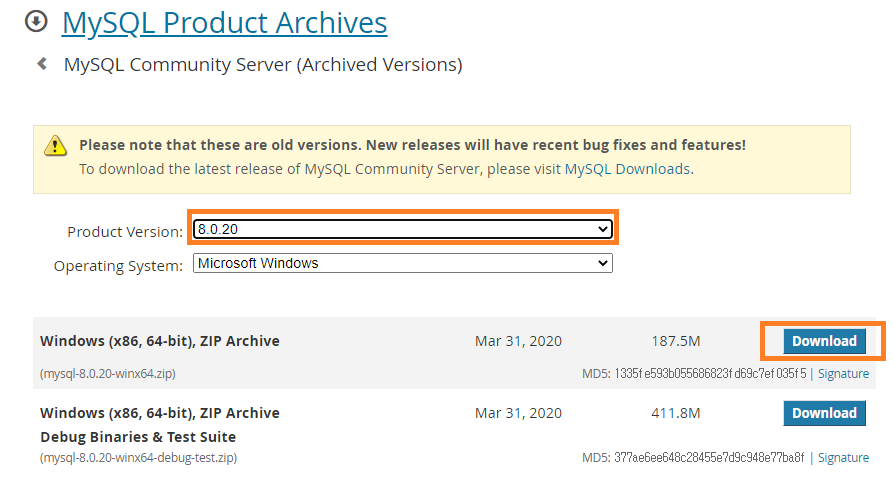 MySQL Product Archives
MySQL Community Server (Archived Versions)
Please note that these are old versions. New releases will have recent bug fixes and features!
To download the latest release of MySQL Community Server, please visit MySQL Downloads.
Product Version: 8.0.20
Operating System: Microsoft Windows
Windows (x86, 64-bit), ZIP Archive Mar 31, 2020 187.5M Download
(mysql-8.0.20-winx64.zip) MD5: 1335fe593b055686823fd69c7ef035f5 | Signature
Windows (x86, 64-bit), ZIP Archive Mar 31, 2020 411.8M Download
Debug Binaries & Test Suite
(mysql-8.0.20-winx64-debug-test.zip) MD5: 377ae6ee648c28455e7d9c948e77ba8f | Signature